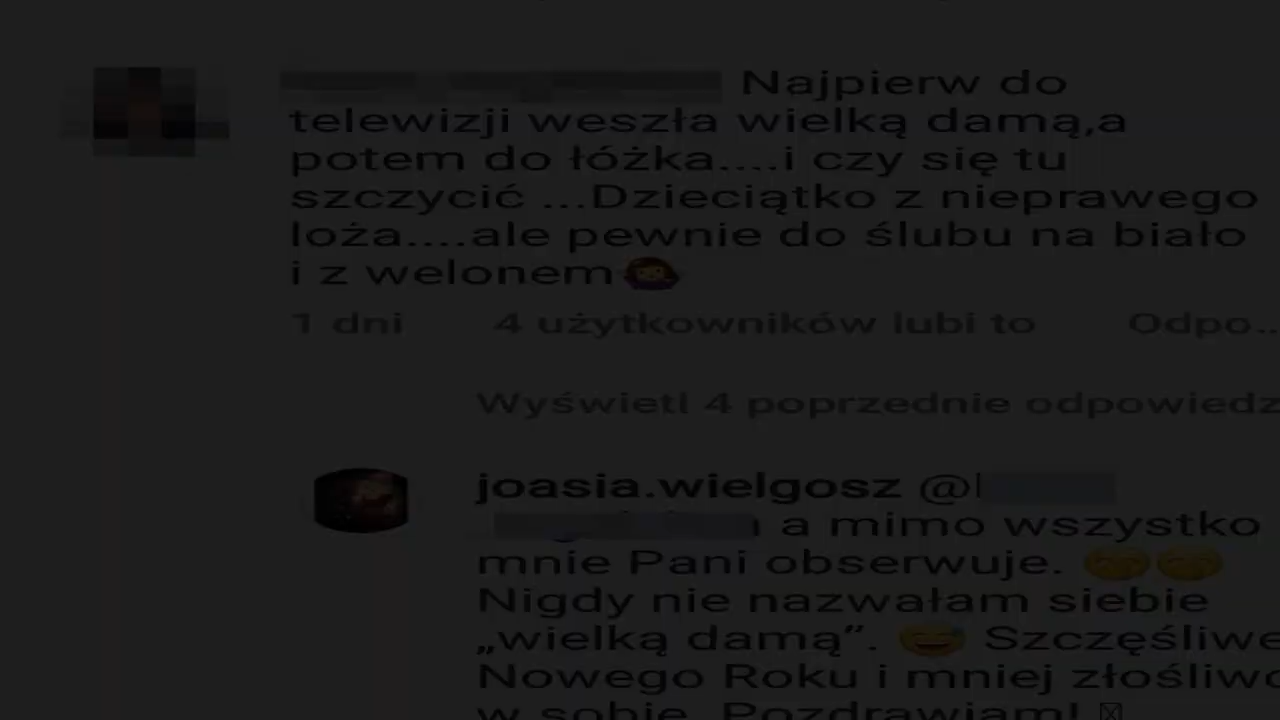 Najpierw do
telewizji weszła wielką damą,a
potem do łóżka....i czy się tu
szczycić ...Dzieciątko z nieprawego
loża....ale pewnie do ślubu na biało
i z welonem
1 dni 4 użytkowników lubi to Odpo...
Wyświetl 4 poprzednie odpowiedz
joasia.wielgosz @
a mimo wszystko
mnie Pani obserwuje.
Nigdy nie nazwałam siebie
„wielką damą”. Szczęśliwe
Nowego Roku i mniej złośliwo
w sobie. Pozdrawiam!